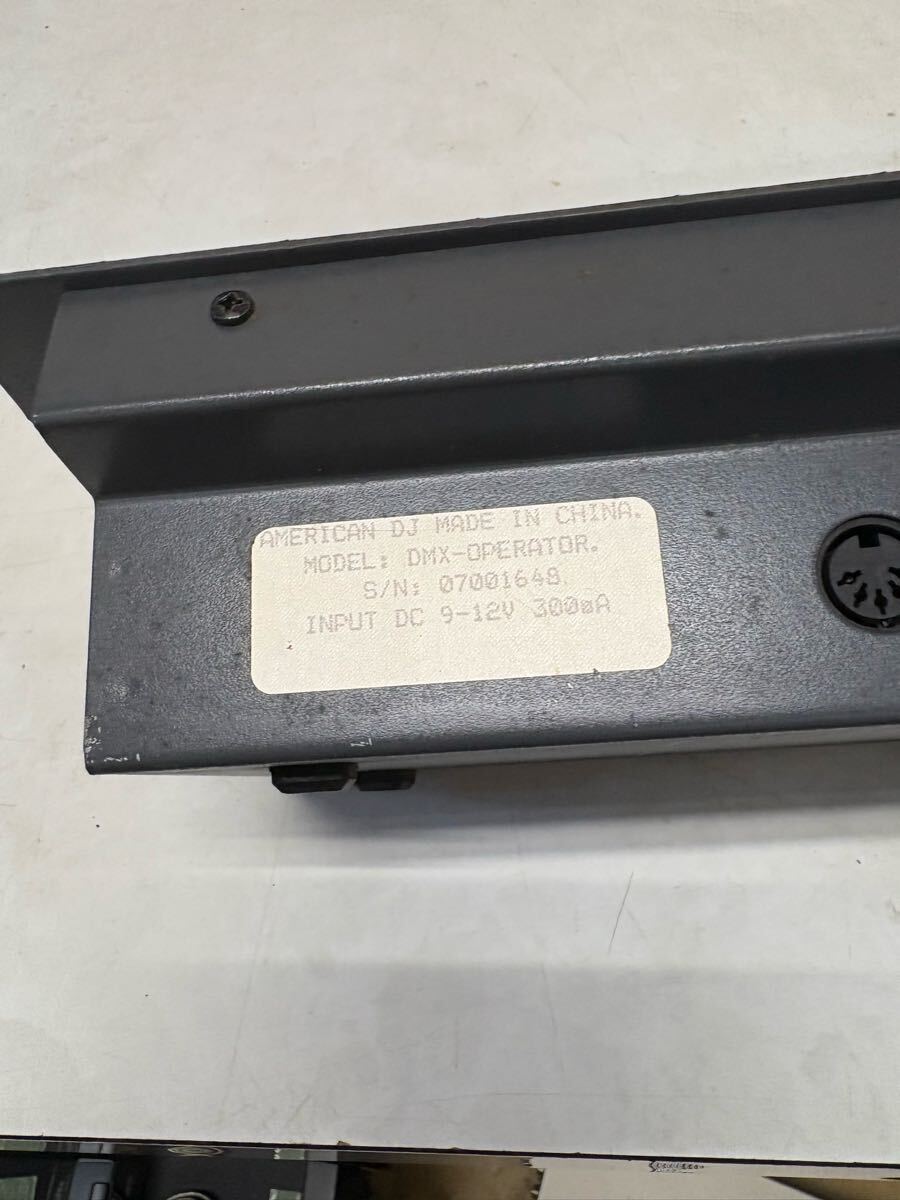 AMERICAN DJ MADE IN CHINA.
MODEL: DMX-OPERATOR.
S/N: 07001648.
INPUT DC 9-12V 300mA